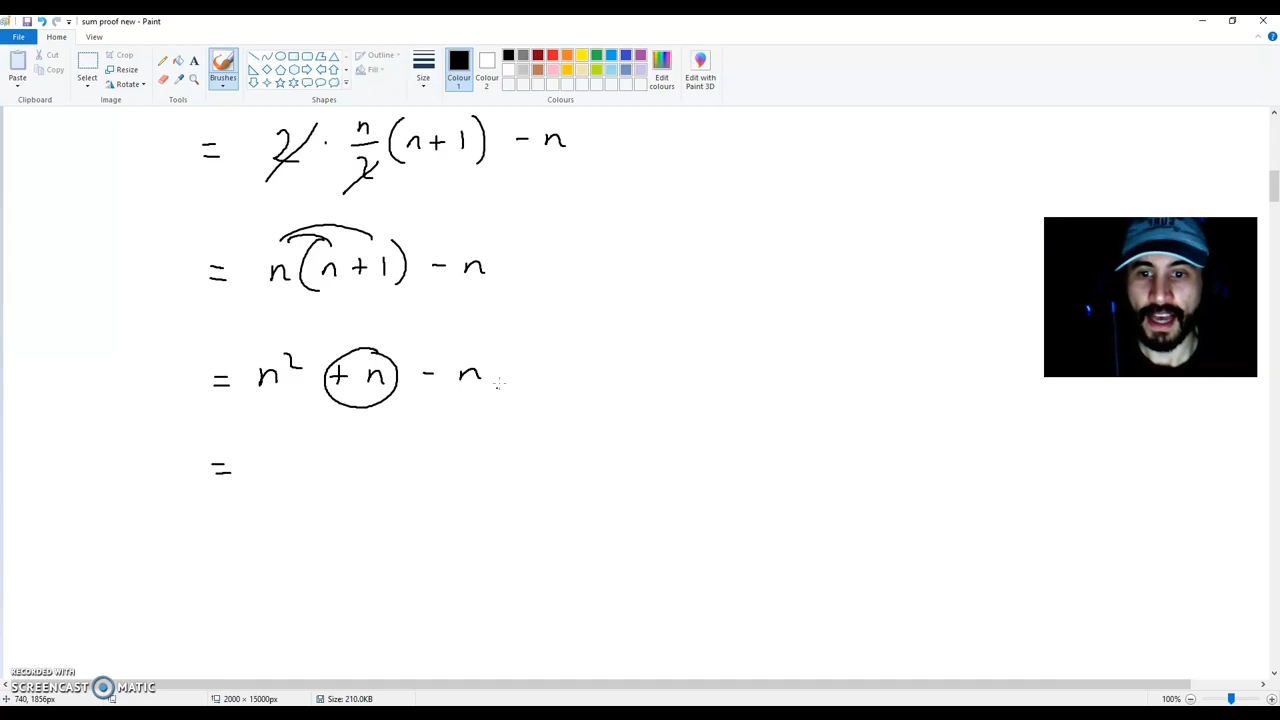 sum proof new - Paint
File Home View
Cut
Copy
Paste
Clipboard
Select
Crop
Resize
Rotate
Image
Tools
Brushes
Shapes
Outline
Fill
Size
Colour 1
Colour 2
Edit colours
Colours
Edit with Paint 3D
= 2 · n/2 (n + 1) - n
= n(n + 1) - n
= n² + n - n
=
RECORDED WITH
SCREENCAST MATIC
740, 1856px 2000 × 15000px Size: 210.0KB 100%